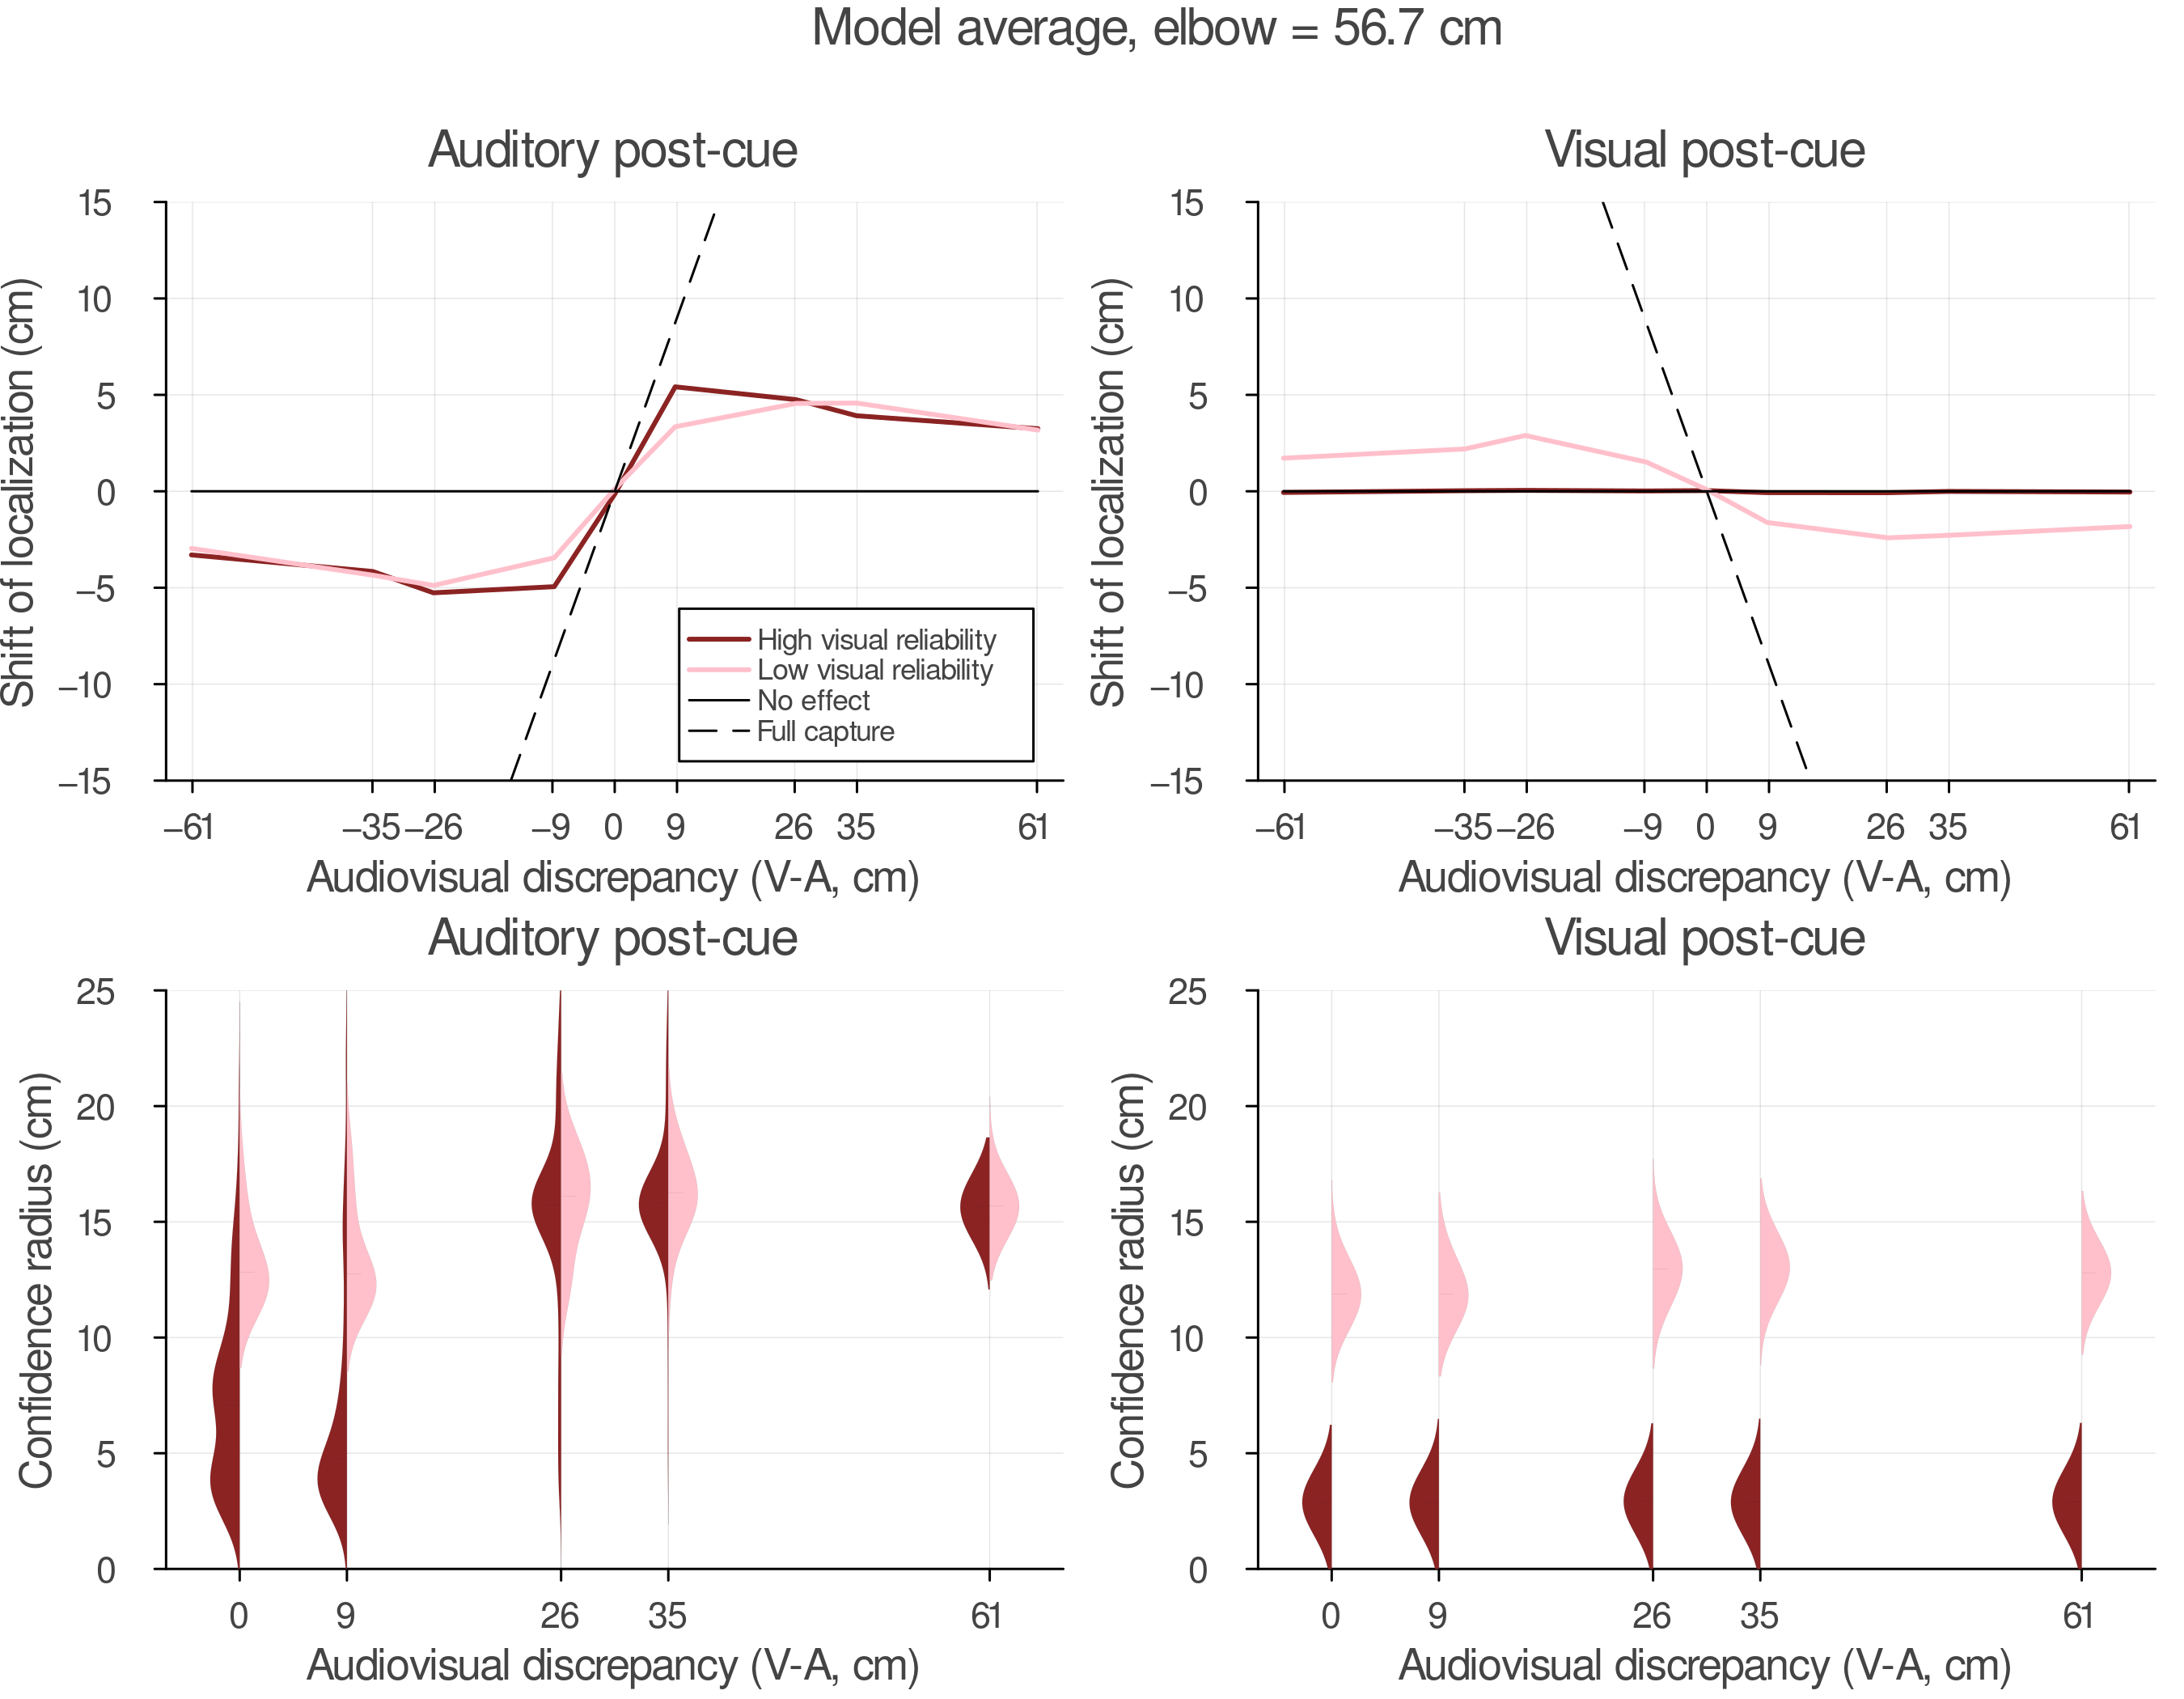 Model average, elbow = 56.7 cm
Auditory post-cue
15
10
5
0
−5
−10
−15
Shift of localization (cm)
High visual reliability
Low visual reliability
No effect
Full capture
−61 −35 −26 −9 0 9 26 35 61
Audiovisual discrepancy (V-A, cm)
Visual post-cue
15
10
5
0
−5
−10
−15
Shift of localization (cm)
−61 −35 −26 −9 0 9 26 35 61
Audiovisual discrepancy (V-A, cm)
Auditory post-cue
25
20
15
10
5
0
Confidence radius (cm)
0 9 26 35 61
Audiovisual discrepancy (V-A, cm)
Visual post-cue
25
20
15
10
5
0
Confidence radius (cm)
0 9 26 35 61
Audiovisual discrepancy (V-A, cm)